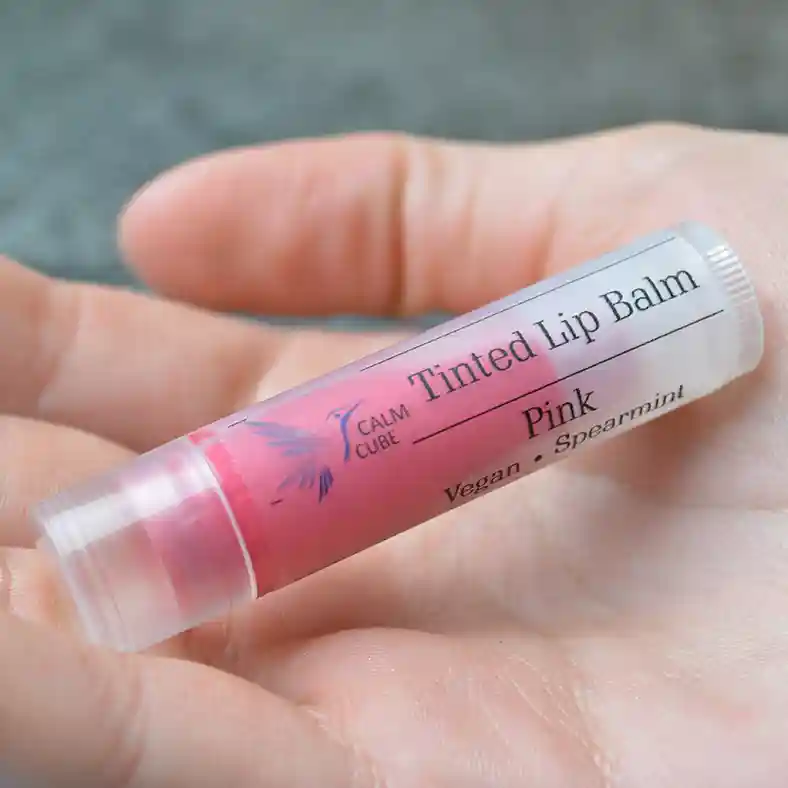 CALM
CUBE
Tinted Lip Balm
Pink
Vegan • Spearmint